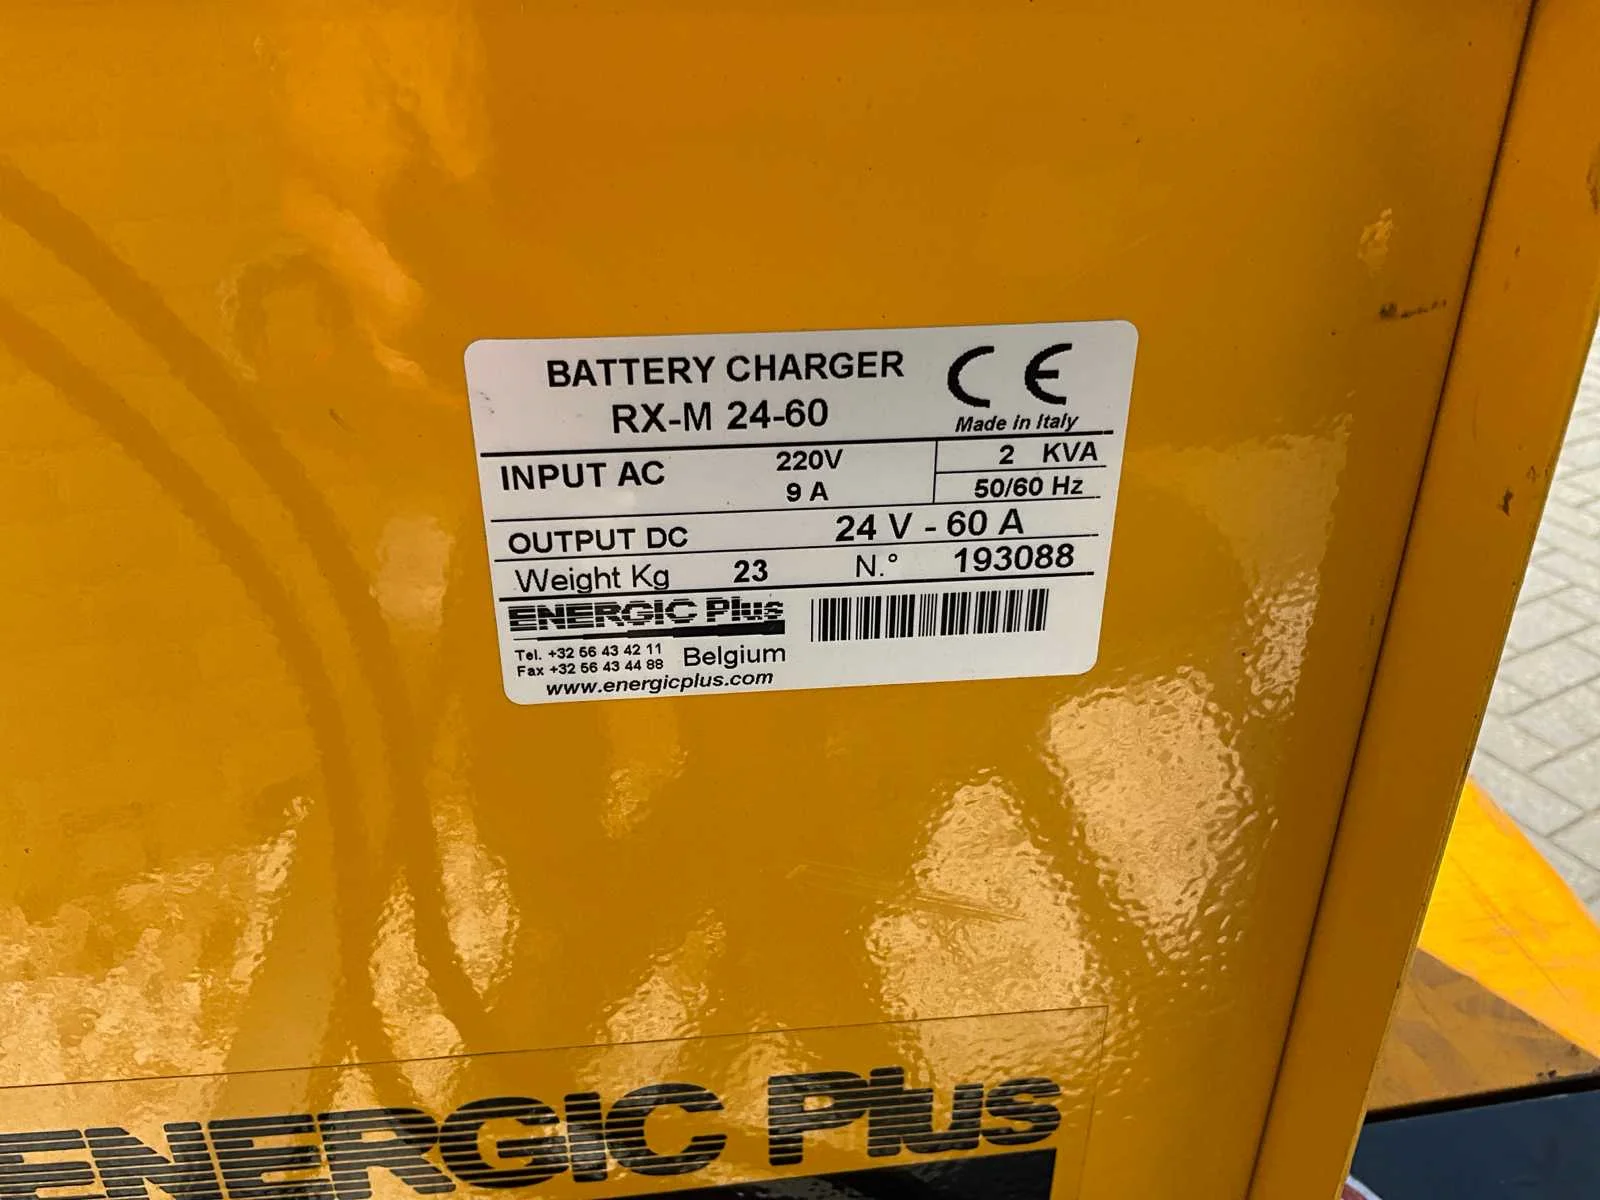 BATTERY CHARGER
RX-M 24-60
CE
Made in Italy
INPUT AC 220V 2 KVA
9 A 50/60 Hz
OUTPUT DC 24 V - 60 A
Weight Kg 23 N.° 193088
ENERGIC Plus
Tel. +32 56 43 42 11
Fax +32 56 43 44 88
Belgium
www.energicplus.com
ENERGIC Plus